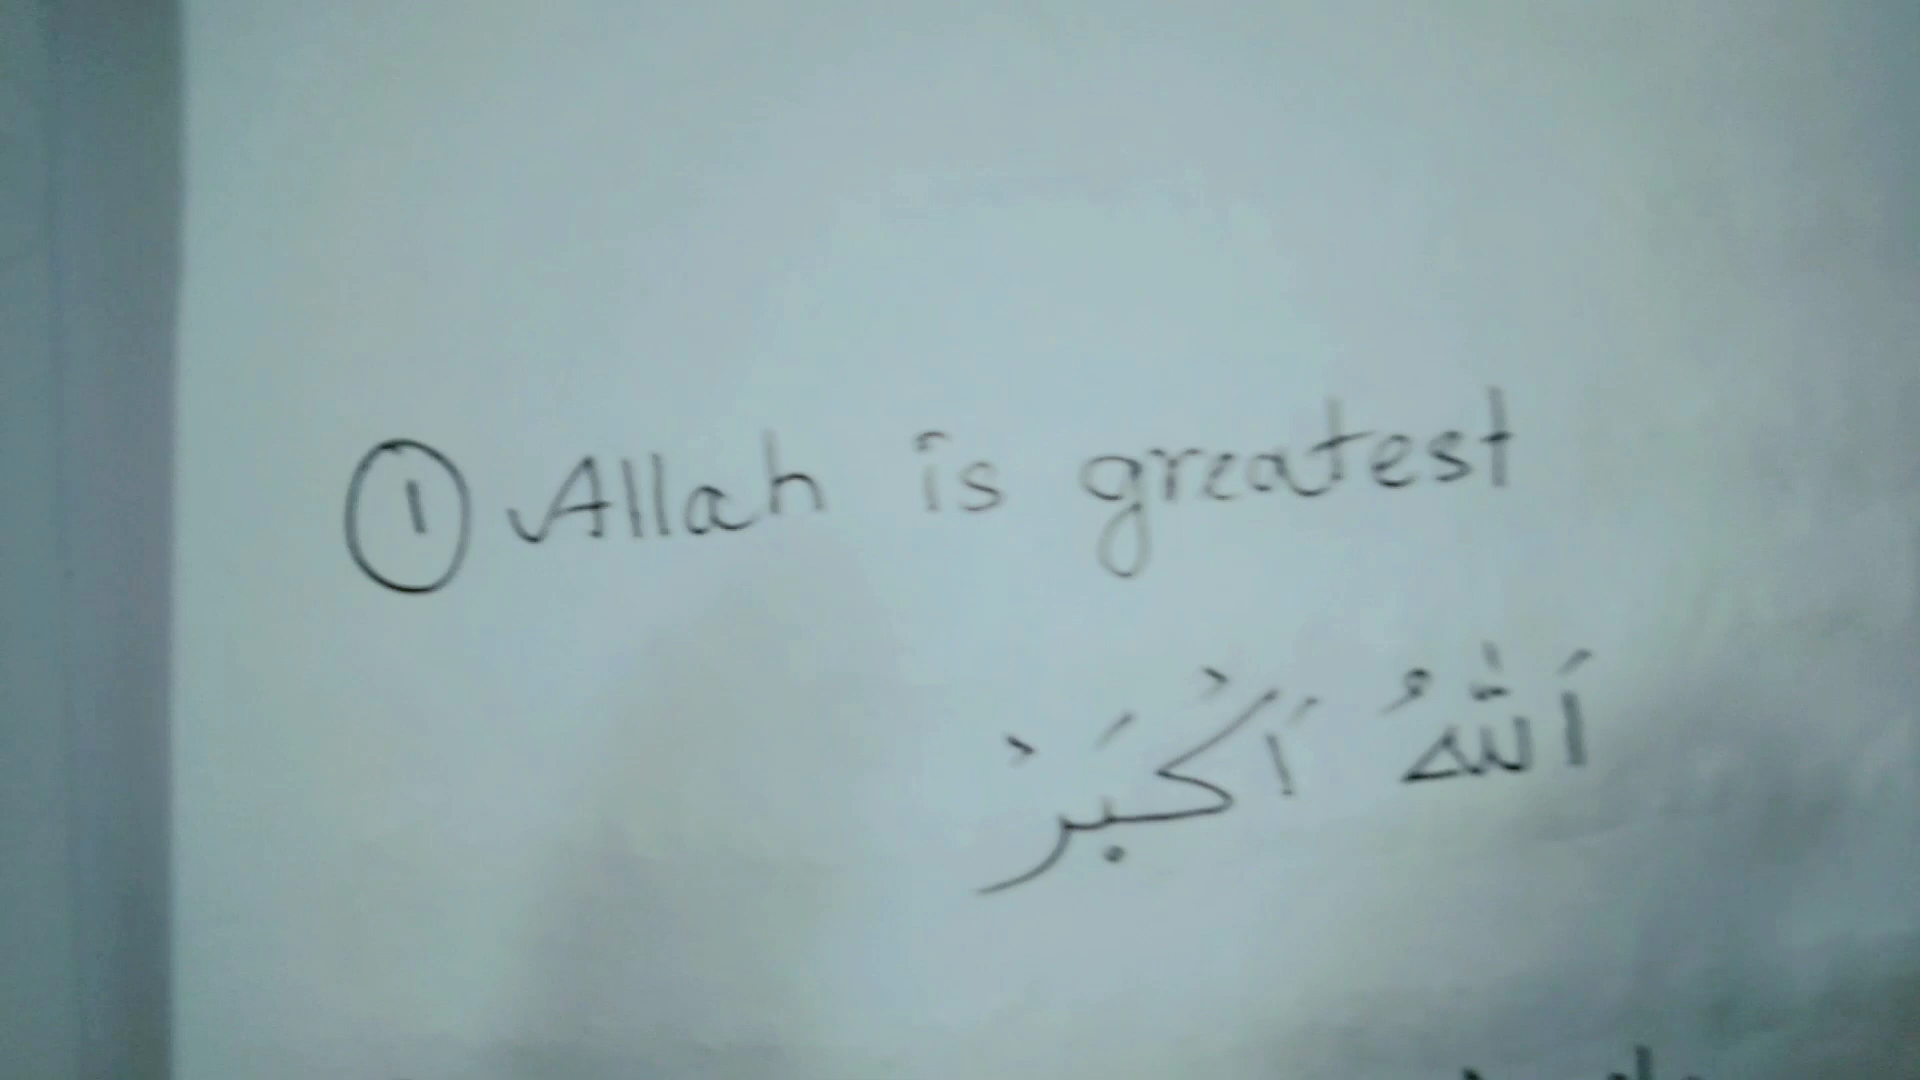 ① Allah is greatest
اَللّٰهُ اَكْبَرْ